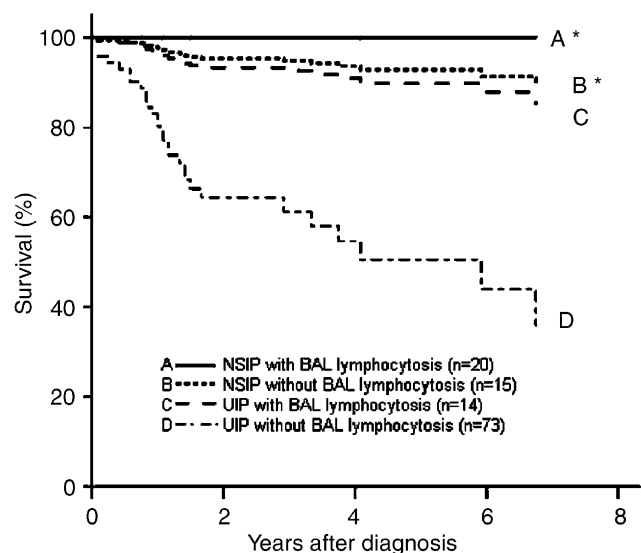 Survival (%)
100
80
60
40
20
0
A *
B *
C
D
A NSIP with BAL lymphocytosis (n=20)
B NSIP without BAL lymphocytosis (n=15)
C UIP with BAL lymphocytosis (n=14)
D UIP without BAL lymphocytosis (n=73)
0 2 4 6 8
Years after diagnosis